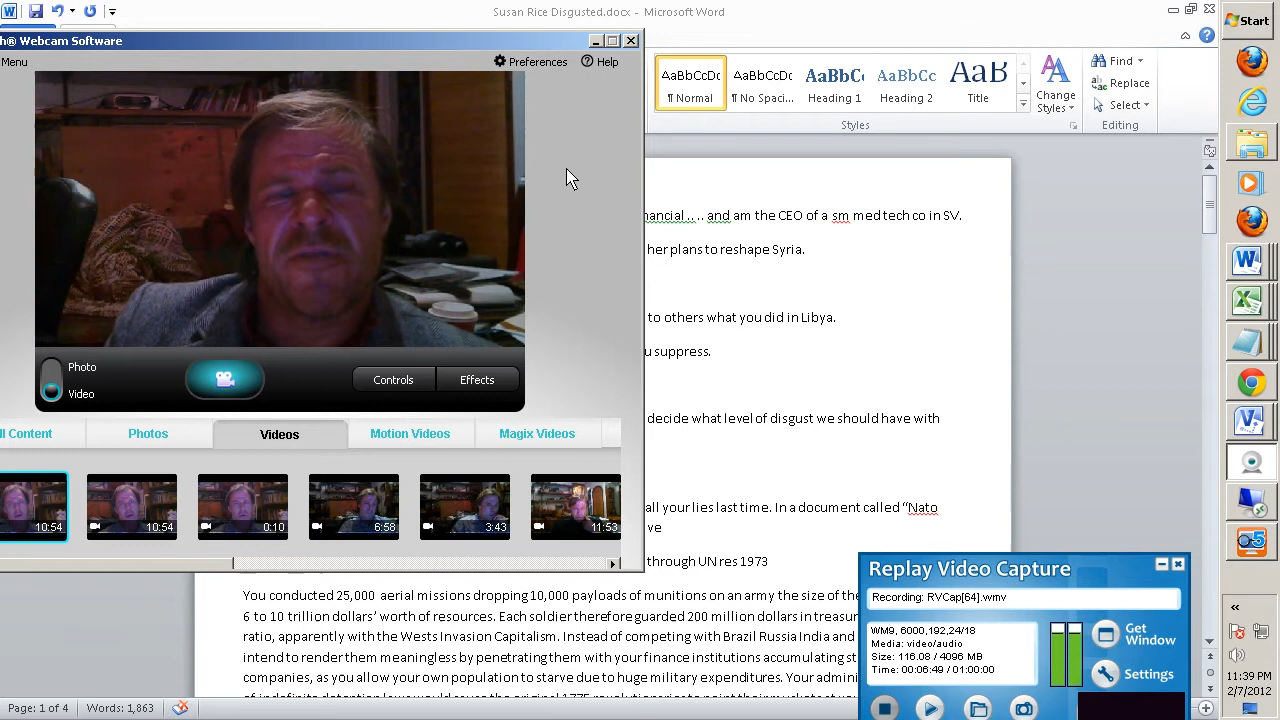 Susan Rice Disgusted.docx - Microsoft Word
h® Webcam Software
Menu
Preferences
Help
AaBbCcDc
AaBbCcDc
AaBbCc
AaBbCc
AaB
¶ Normal
¶ No Spaci...
Heading 1
Heading 2
Title
Change
Styles
Styles
Find
Replace
Select
Editing
Start
nancial .. .. and am the CEO of a sm med tech co in SV.
her plans to reshape Syria.
to others what you did in Libya.
u suppress.
decide what level of disgust we should have with
all your lies last time. In a document called “Nato
ve
through UN res 1973
Photo
Video
Controls
Effects
ll Content
Photos
Videos
Motion Videos
Magix Videos
10:54
10:54
0:10
6:58
3:43
11:53
You conducted 25,000 aerial missions dropping 10,000 payloads of munitions on an army the size of the
6 to 10 trillion dollars’ worth of resources. Each soldier therefore guarded 200 million dollars in treasur
ratio, apparently with the Wests Invasion Capitalism. Instead of competing with Brazil Russia India and
intend to render them meaningless by penetrating them with your finance institutions accumulating st
companies, as you allow your own population to starve due to huge military expenditures. Your admini
Replay Video Capture
Recording: RVCap[64].wmv
WM9, 6000,192,24/18
Media: video/audio
Size: 116.08 / 4096 MB
Time: 00:06:49 / 01:00:00
Get
Window
Settings
Page: 1 of 4
Words: 1,863
11:39 PM
2/7/2012